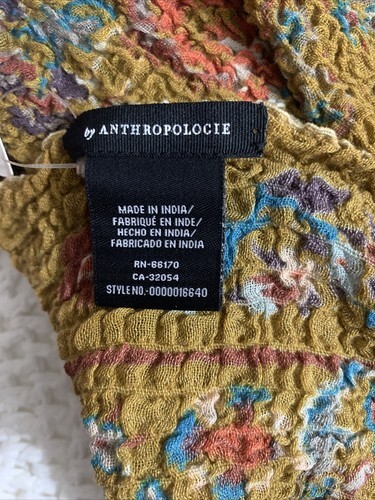 by ANTHROPOLOGIE
MADE IN INDIA/
FABRIQUÉ EN INDE/
HECHO EN INDIA/
FABRICADO EN INDIA
RN-66170
CA-32054
STYLE NO.-0000016640